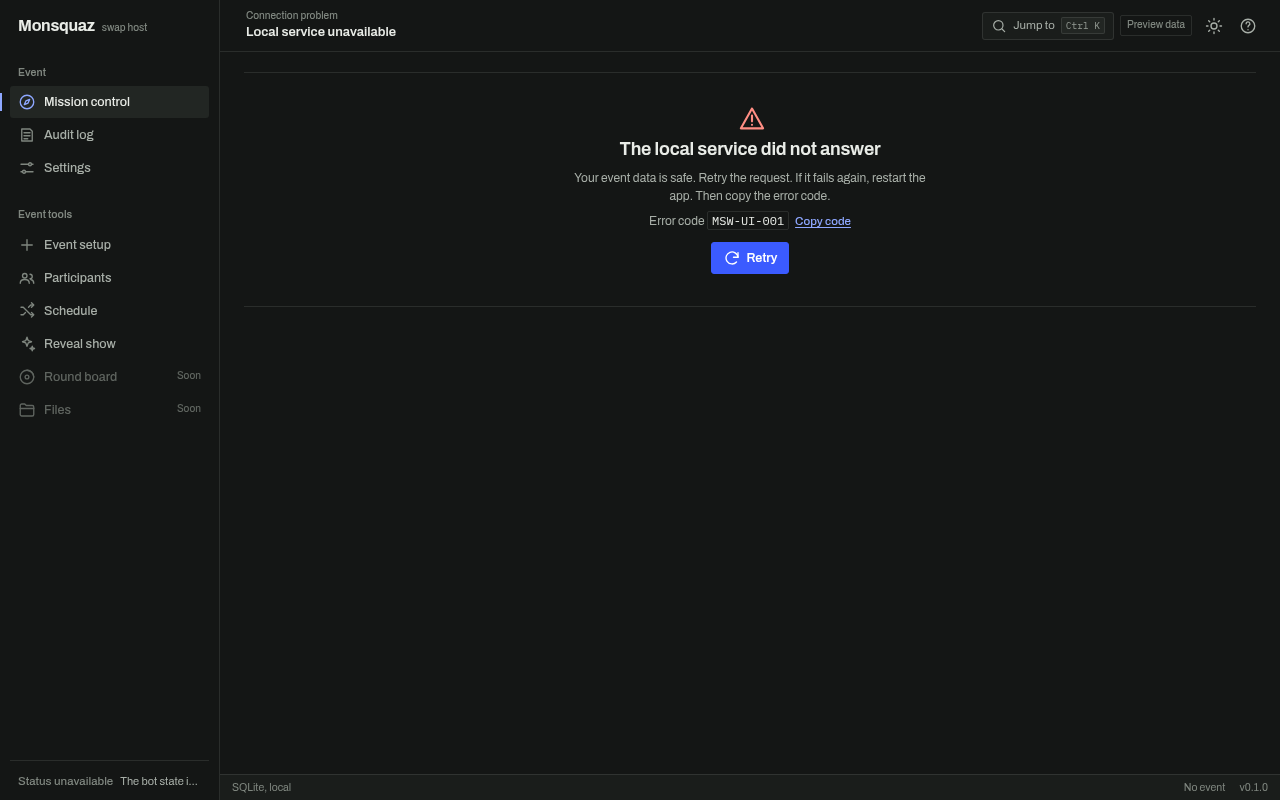 Monsquaz swap host
Event
Mission control
Audit log
Settings
Event tools
Event setup
Participants
Schedule
Reveal show
Round board Soon
Files Soon
Status unavailable The bot state i...
Connection problem
Local service unavailable
Jump to Ctrl K
Preview data
The local service did not answer
Your event data is safe. Retry the request. If it fails again, restart the
app. Then copy the error code.
Error code MSW-UI-001 Copy code
Retry
SQLite, local
No event v0.1.0